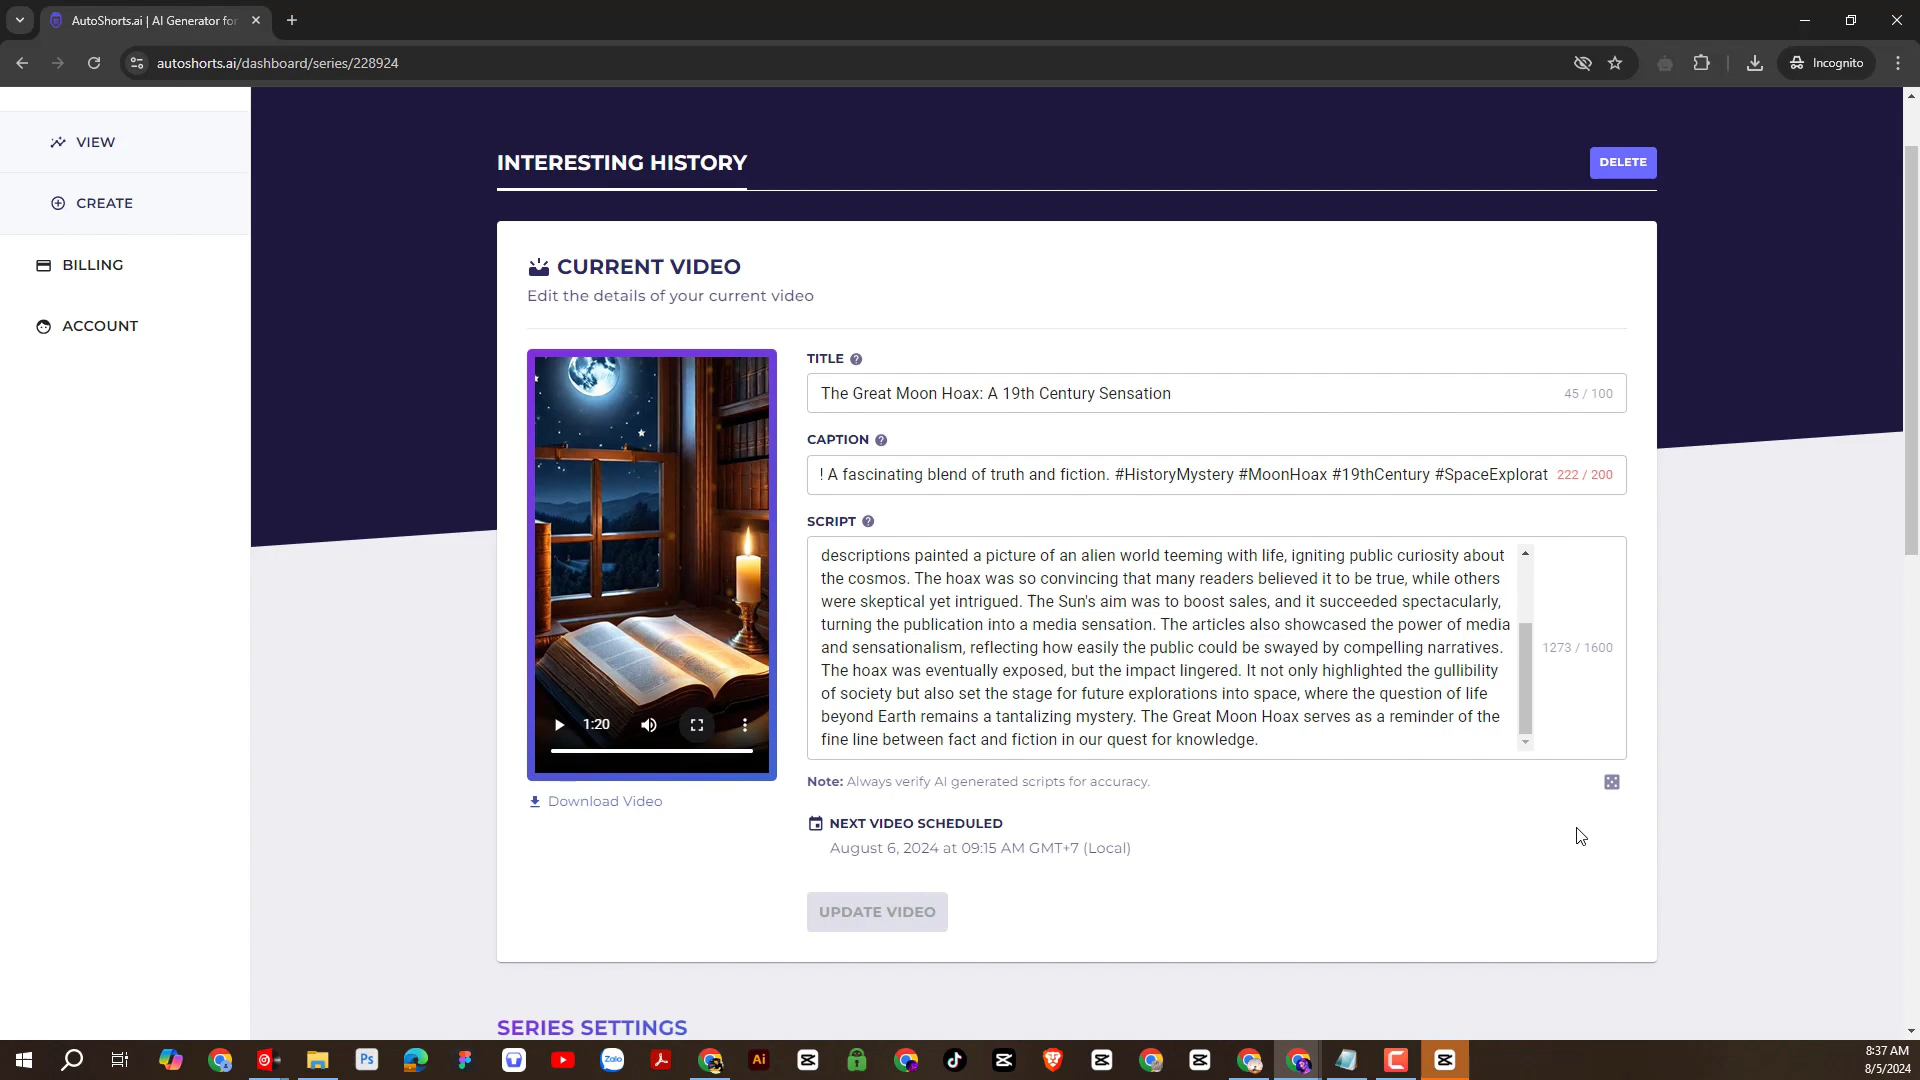 AutoShorts.ai | AI Generator for
autoshorts.ai/dashboard/series/228924
Incognito
VIEW
CREATE
BILLING
ACCOUNT
INTERESTING HISTORY
DELETE
CURRENT VIDEO
Edit the details of your current video
TITLE
The Great Moon Hoax: A 19th Century Sensation
45 / 100
CAPTION
! A fascinating blend of truth and fiction. #HistoryMystery #MoonHoax #19thCentury #SpaceExplorat
222 / 200
SCRIPT
descriptions painted a picture of an alien world teeming with life, igniting public curiosity about
the cosmos. The hoax was so convincing that many readers believed it to be true, while others
were skeptical yet intrigued. The Sun's aim was to boost sales, and it succeeded spectacularly,
turning the publication into a media sensation. The articles also showcased the power of media
and sensationalism, reflecting how easily the public could be swayed by compelling narratives.
The hoax was eventually exposed, but the impact lingered. It not only highlighted the gullibility
of society but also set the stage for future explorations into space, where the question of life
beyond Earth remains a tantalizing mystery. The Great Moon Hoax serves as a reminder of the
fine line between fact and fiction in our quest for knowledge.
1273 / 1600
1:20
Download Video
Note: Always verify AI generated scripts for accuracy.
NEXT VIDEO SCHEDULED
August 6, 2024 at 09:15 AM GMT+7 (Local)
UPDATE VIDEO
SERIES SETTINGS
Ps
Zalo
Ai
8:37 AM
8/5/2024